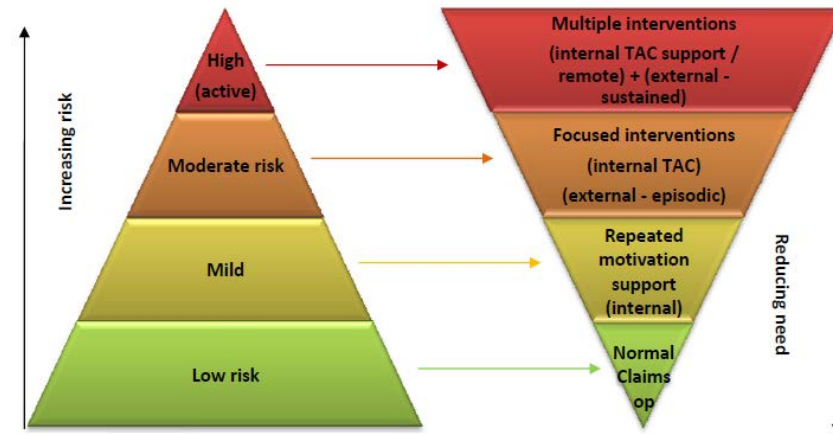 Increasing risk
High
(active)
Moderate risk
Mild
Low risk
Multiple interventions
(internal TAC support /
remote) + (external -
sustained)
Focused interventions
(internal TAC)
(external - episodic)
Repeated
motivation
support
(internal)
Normal
Claims
op
Reducing need